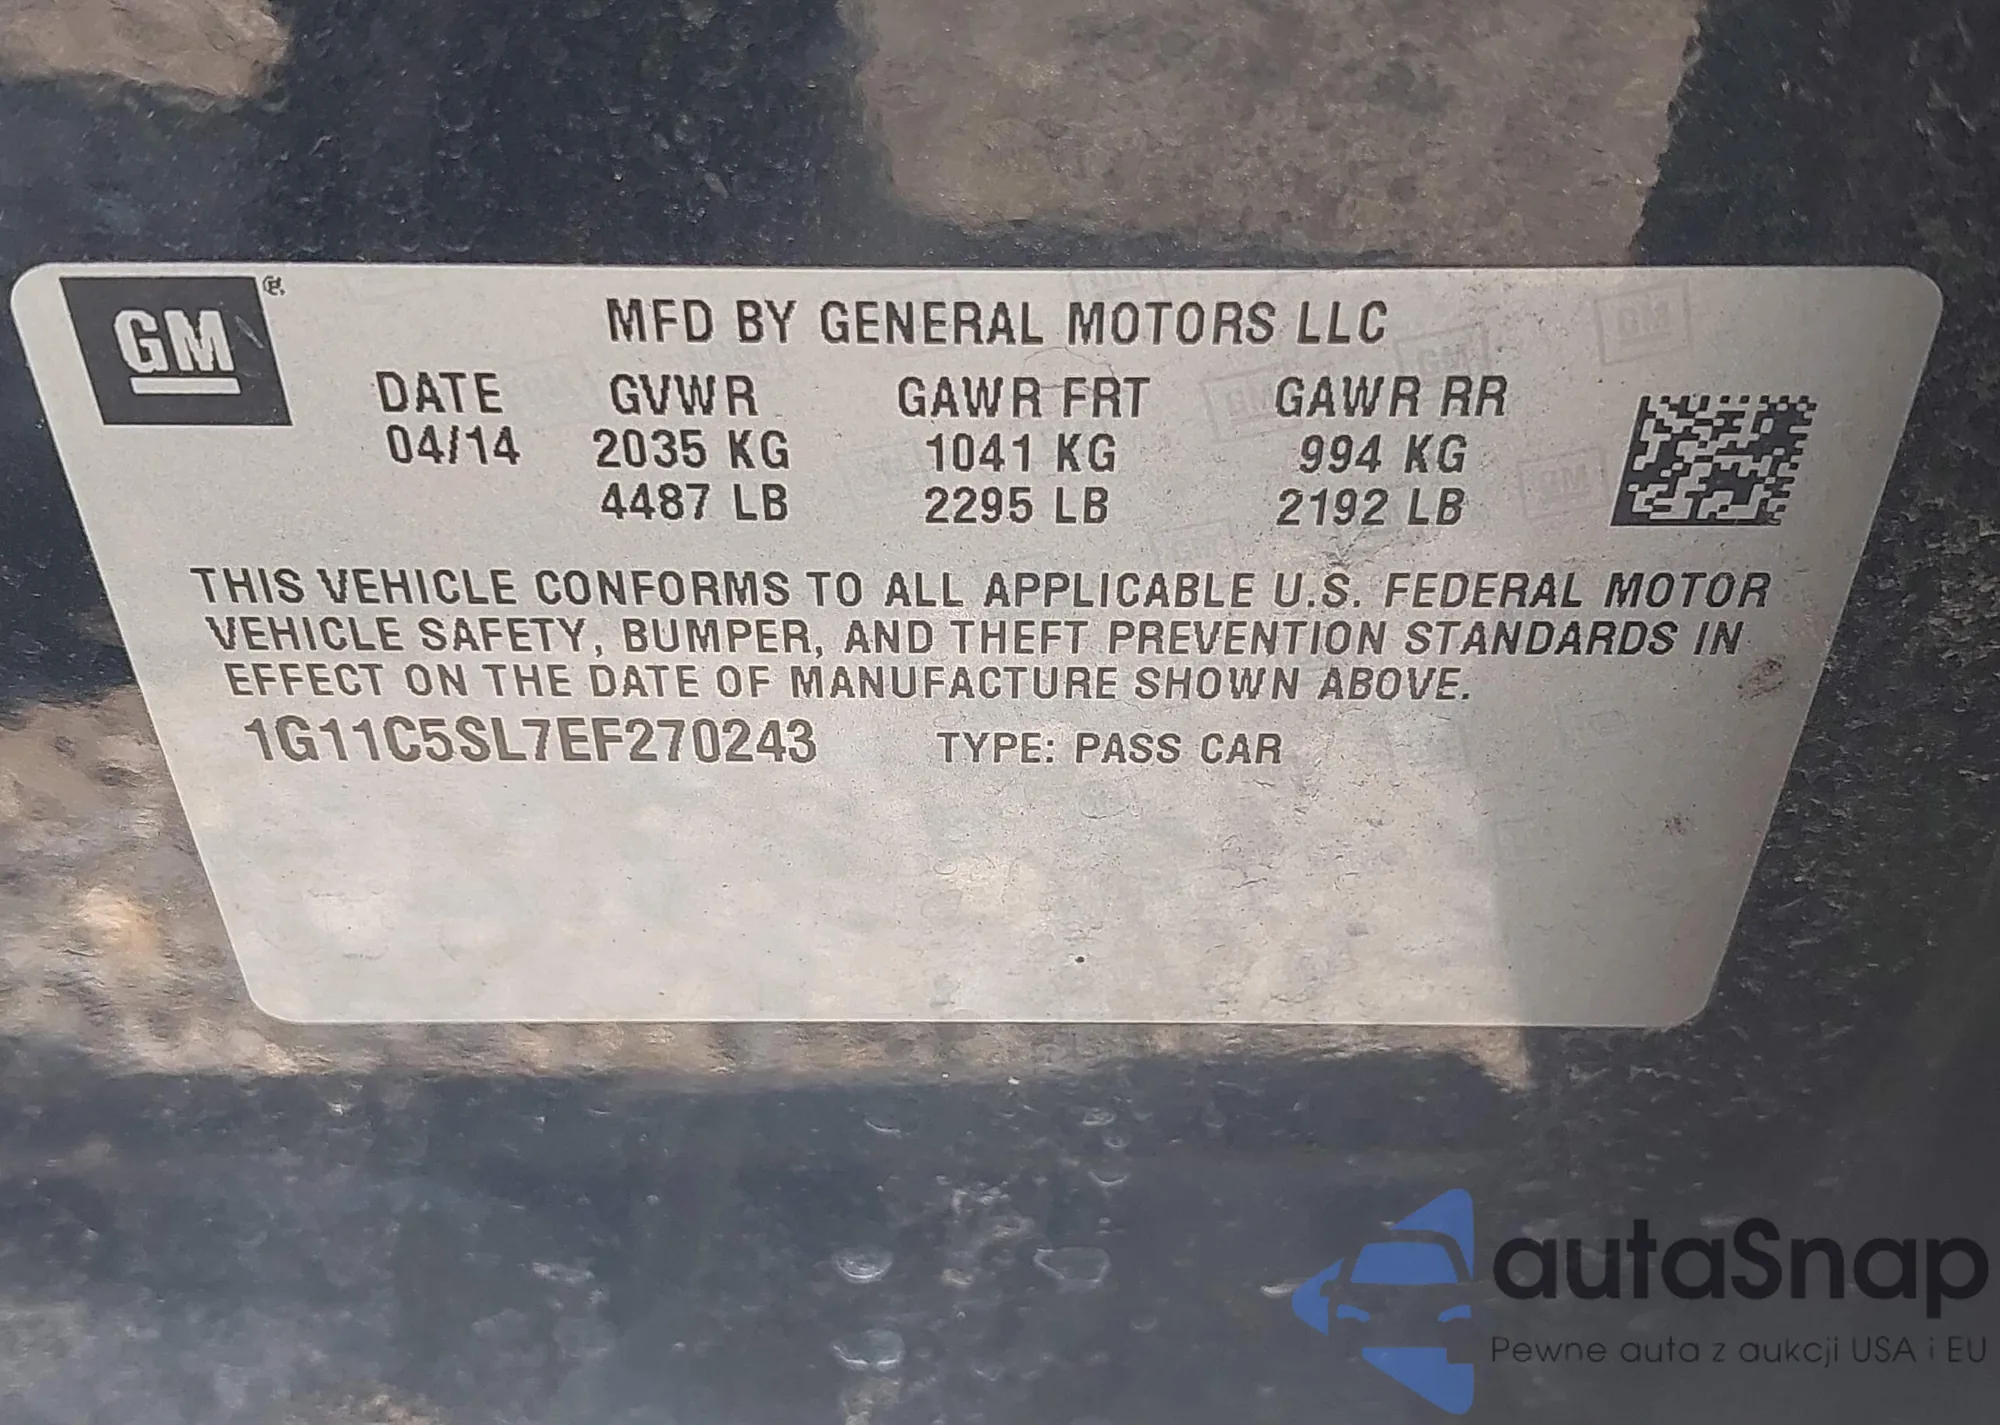 GM
MFD BY GENERAL MOTORS LLC
DATE GVWR GAWR FRT GAWR RR
04/14 2035 KG 1041 KG 994 KG
4487 LB 2295 LB 2192 LB
THIS VEHICLE CONFORMS TO ALL APPLICABLE U.S. FEDERAL MOTOR
VEHICLE SAFETY, BUMPER, AND THEFT PREVENTION STANDARDS IN
EFFECT ON THE DATE OF MANUFACTURE SHOWN ABOVE.
1G11C5SL7EF270243 TYPE: PASS CAR
autaSnap
Pewne auta z aukcji USA i EU